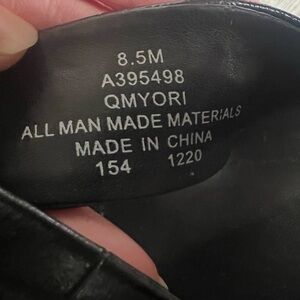 8.5M
A395498
QMYORI
ALL MAN MADE MATERIALS
MADE IN CHINA
154 1220